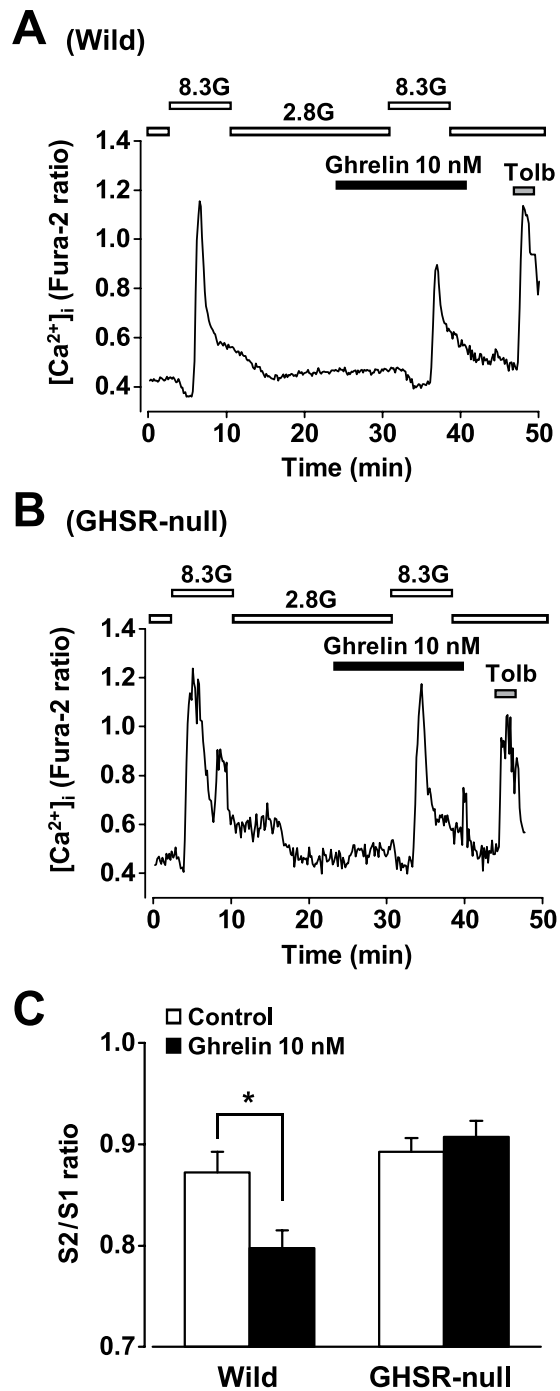 A (Wild)
8.3G 8.3G
2.8G
Ghrelin 10 nM
Tolb
1.4
1.2
1.0
0.8
0.6
0.4
[Ca2+]i (Fura-2 ratio)
0 10 20 30 40 50
Time (min)
B (GHSR-null)
8.3G 8.3G
2.8G
Ghrelin 10 nM
Tolb
1.4
1.2
1.0
0.8
0.6
0.4
[Ca2+]i (Fura-2 ratio)
0 10 20 30 40 50
Time (min)
C
Control
Ghrelin 10 nM
1.0
0.9
0.8
0.7
S2/S1 ratio
*
Wild GHSR-null